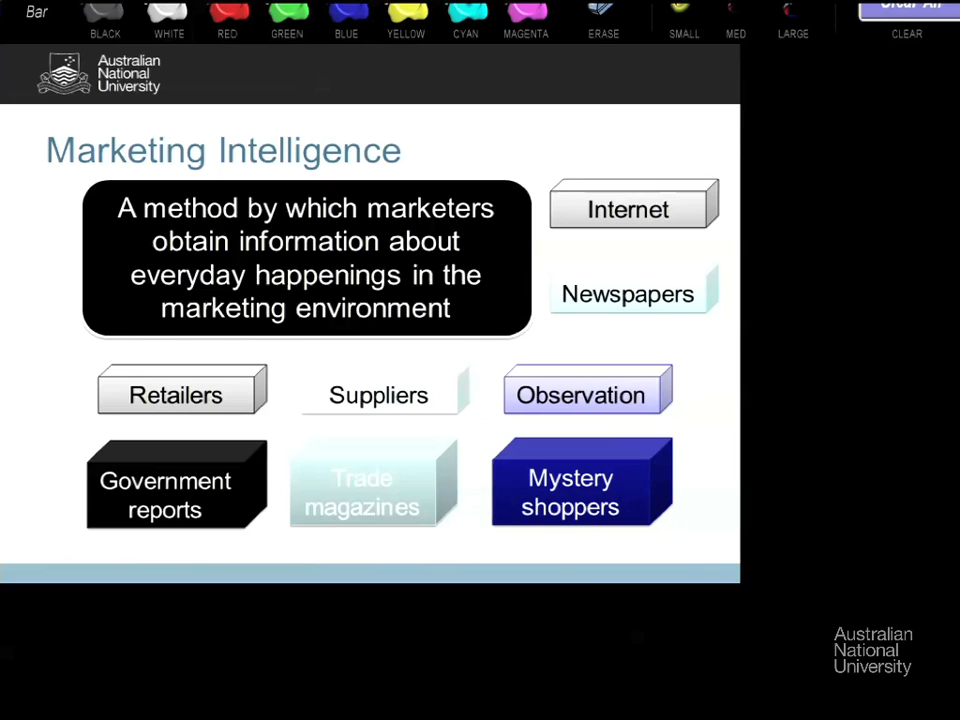 Bar
BLACK WHITE RED GREEN BLUE YELLOW CYAN MAGENTA ERASE SMALL MED LARGE CLEAR
Australian
National
University
Marketing Intelligence
A method by which marketers
obtain information about
everyday happenings in the
marketing environment
Internet
Newspapers
Retailers
Suppliers
Observation
Government
reports
Trade
magazines
Mystery
shoppers
Australian
National
University